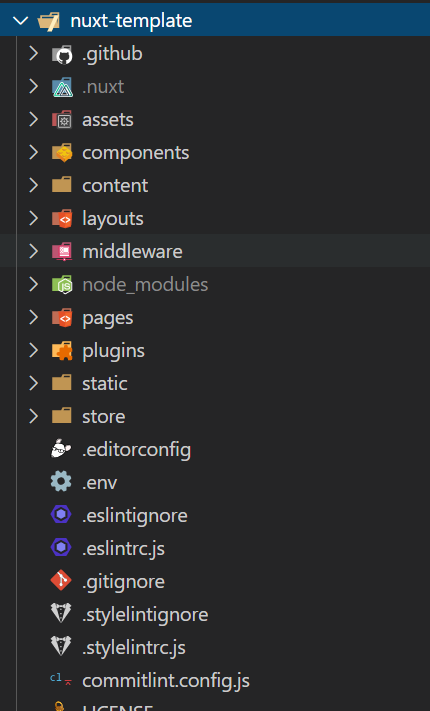 nuxt-template
.github
.nuxt
assets
components
content
layouts
middleware
node_modules
pages
plugins
static
store
.editorconfig
.env
.eslintignore
.eslintrc.js
.gitignore
.stylelintignore
.stylelintrc.js
commitlint.config.js
LICENSE